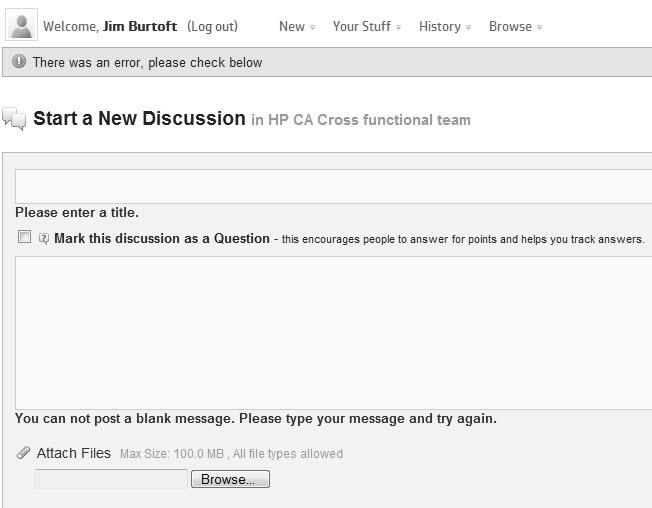 Welcome, Jim Burtoft (Log out) New Your Stuff History Browse
There was an error, please check below
Start a New Discussion in HP CA Cross functional team
Please enter a title.
Mark this discussion as a Question - this encourages people to answer for points and helps you track answers.
You can not post a blank message. Please type your message and try again.
Attach Files Max Size: 100.0 MB , All file types allowed
Browse...